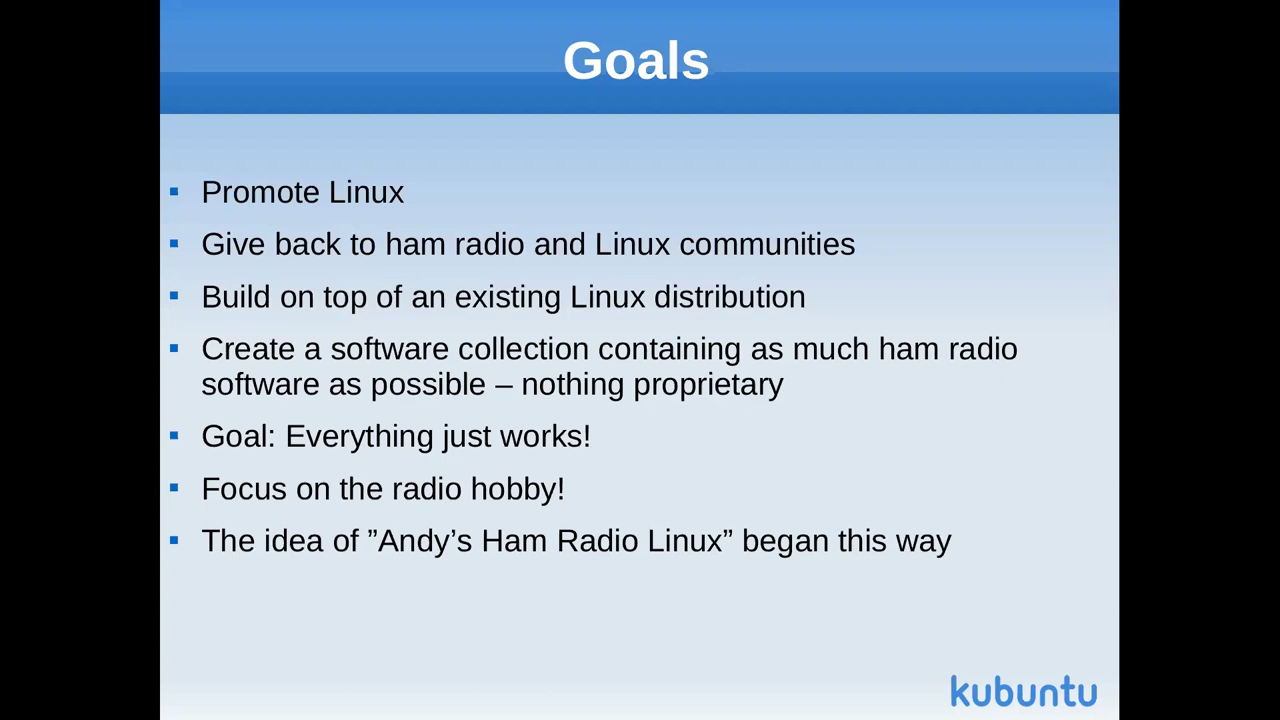 Goals
Promote Linux
Give back to ham radio and Linux communities
Build on top of an existing Linux distribution
Create a software collection containing as much ham radio
software as possible – nothing proprietary
Goal: Everything just works!
Focus on the radio hobby!
The idea of ”Andy’s Ham Radio Linux” began this way
kubuntu